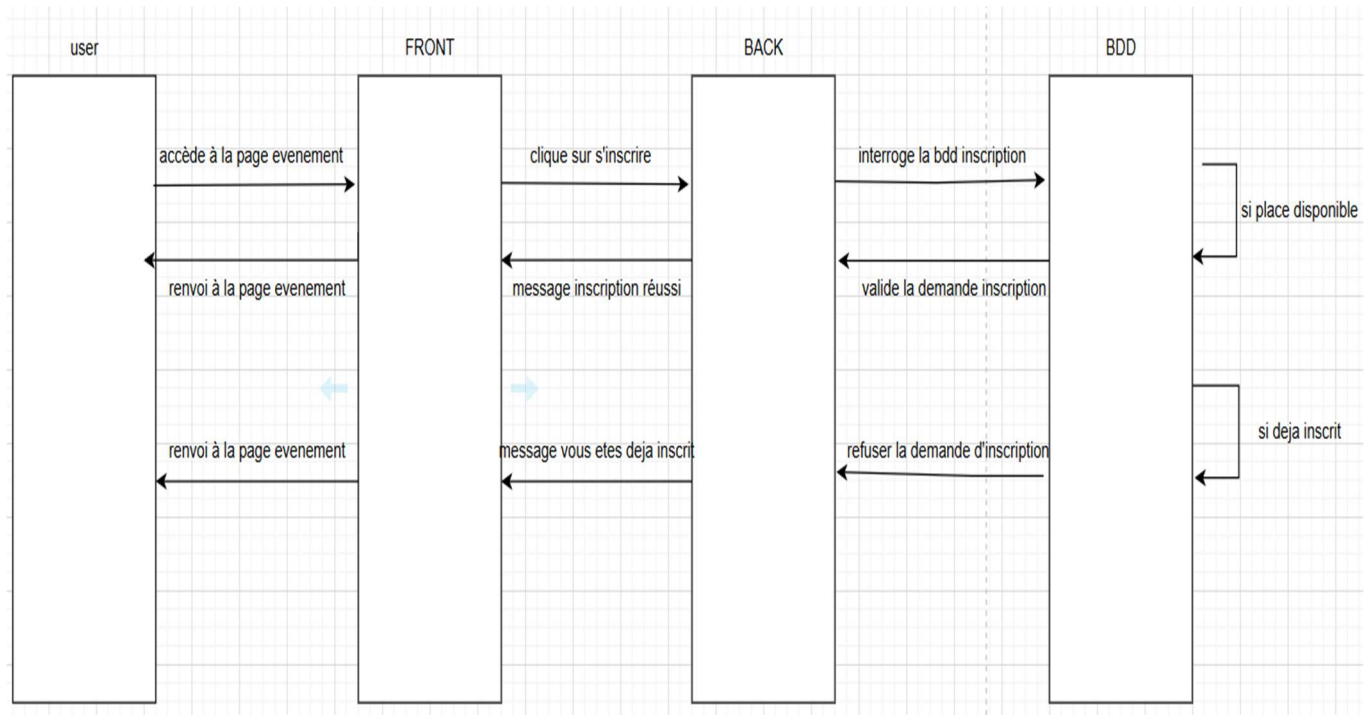 user
FRONT
BACK
BDD
accède à la page evenement
clique sur s'inscrire
interroge la bdd inscription
si place disponible
renvoi à la page evenement
message inscription réussi
valide la demande inscription
si deja inscrit
renvoi à la page evenement
message vous etes deja inscrit
refuser la demande d'inscription